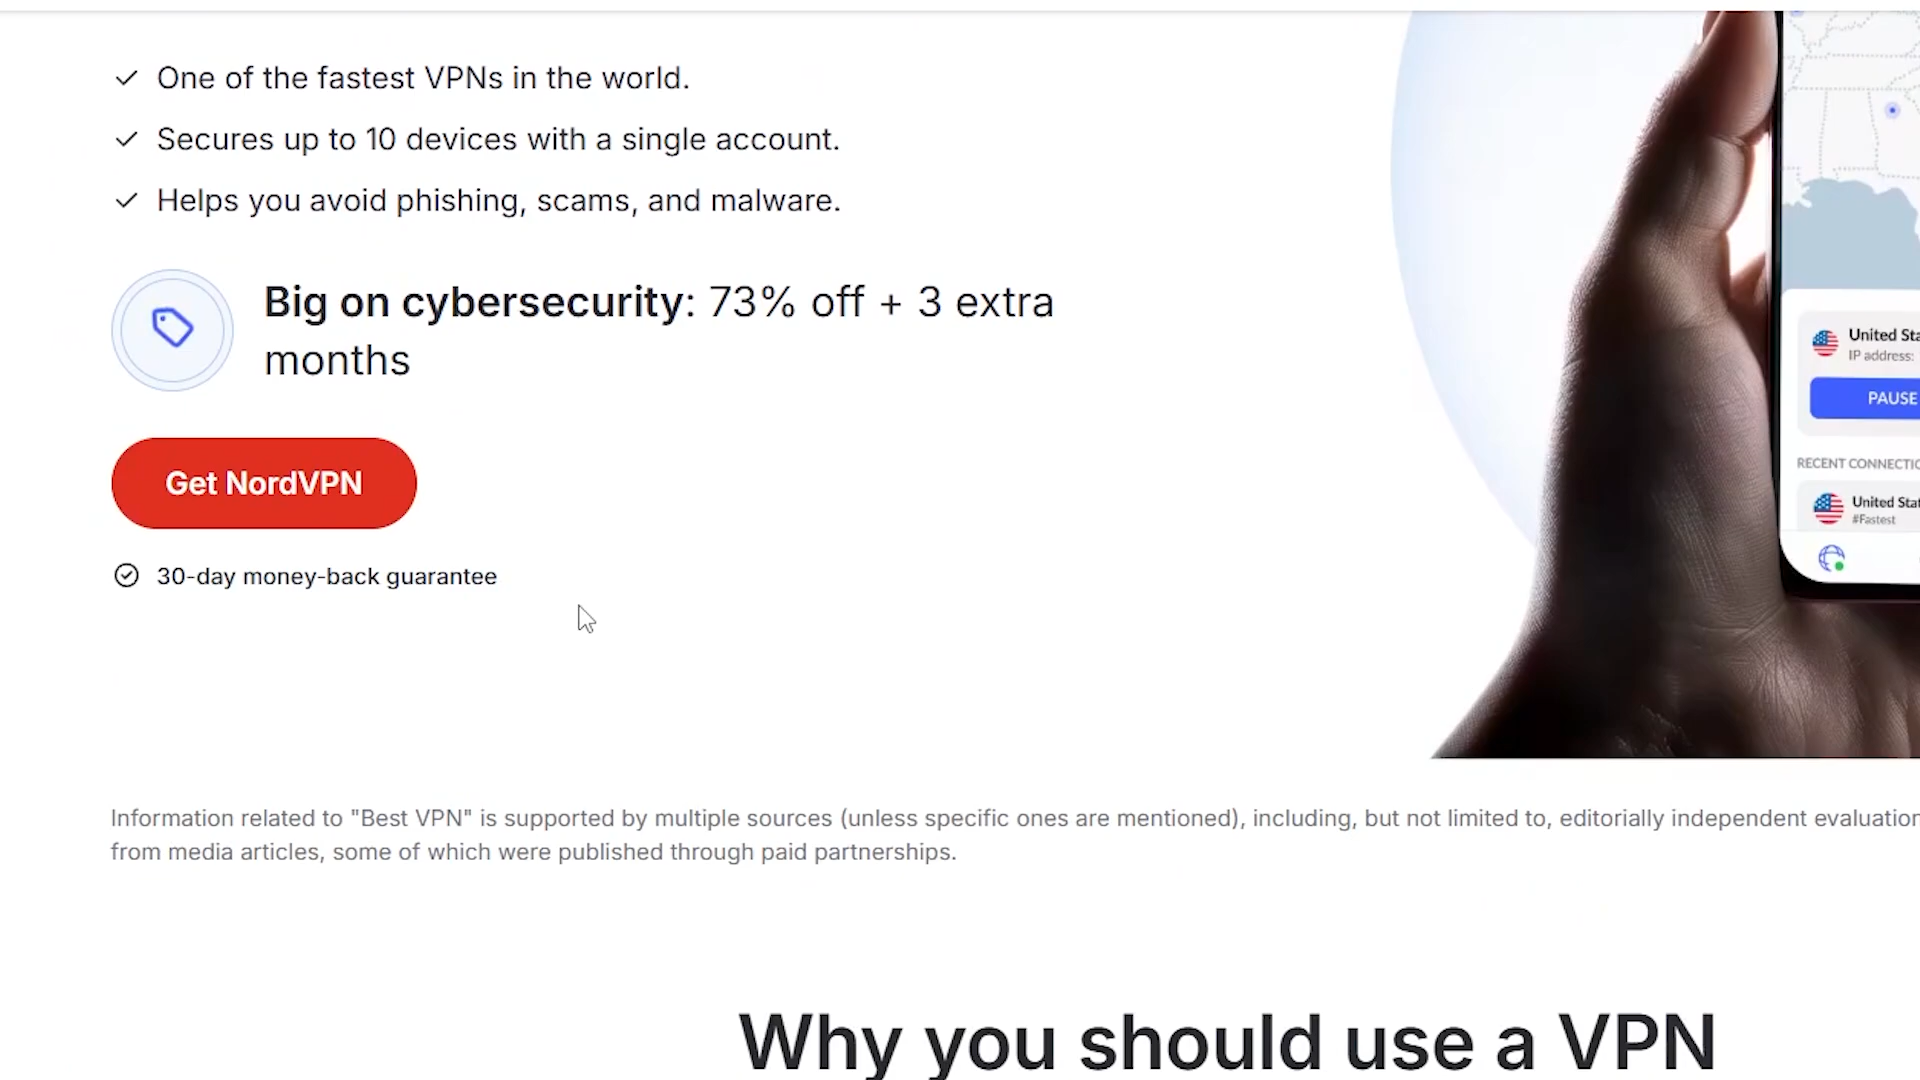 One of the fastest VPNs in the world.
Secures up to 10 devices with a single account.
Helps you avoid phishing, scams, and malware.
Big on cybersecurity: 73% off + 3 extra
months
Get NordVPN
30-day money-back guarantee
IP address:
PAUSE
RECENT
United
#Fastest
Information related to "Best VPN" is supported by multiple sources (unless specific ones are mentioned), including, but not limited to, editorially independent
from media articles, some of which were published through paid partnerships.
Why you should use a VPN